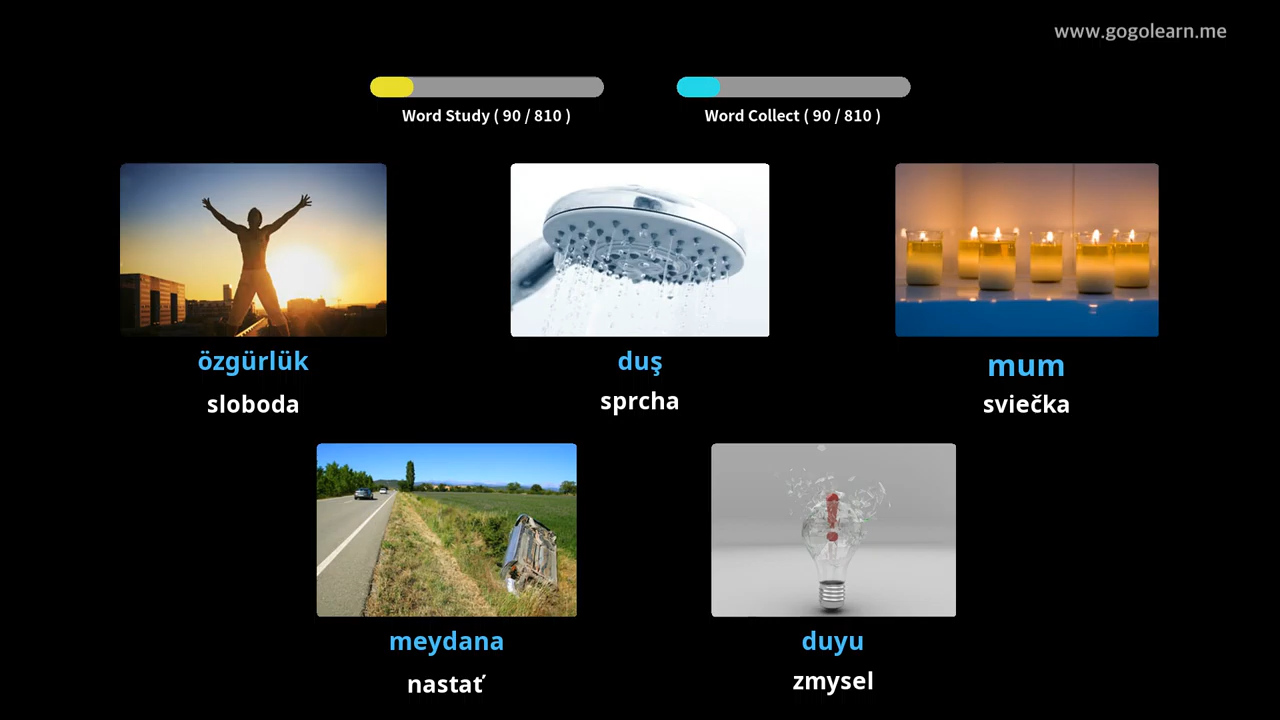 www.gogolearn.me
Word Study ( 90 / 810 )
Word Collect ( 90 / 810 )
özgürlük
sloboda
duş
sprcha
mum
sviečka
meydana
nastať
duyu
zmysel